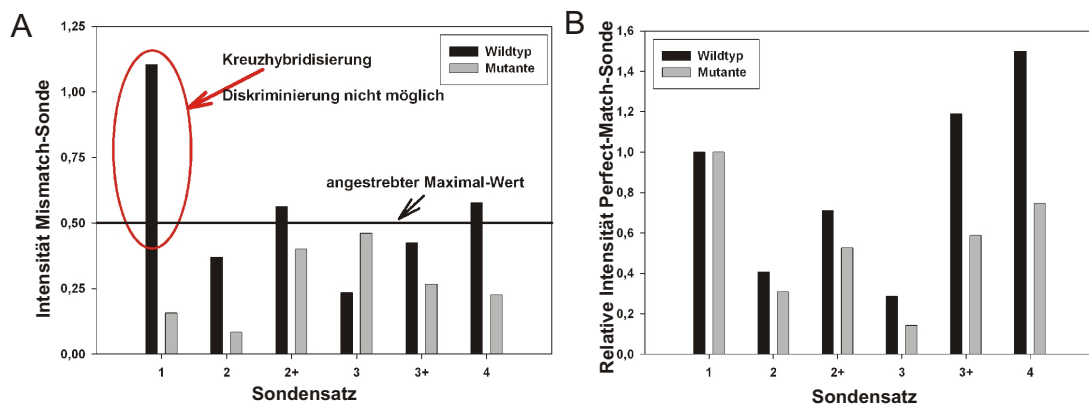 A
Intensität Mismatch-Sonde
1,25
1,00
0,75
0,50
0,25
0,00
Kreuzhybridisierung
Diskriminierung nicht möglich
angestrebter Maximal-Wert
Wildtyp
Mutante
1 2 2+ 3 3+ 4
Sondensatz
B
Relative Intensität Perfect-Match-Sonde
1,6
1,4
1,2
1,0
0,8
0,6
0,4
0,2
0,0
Wildtyp
Mutante
1 2 2+ 3 3+ 4
Sondensatz